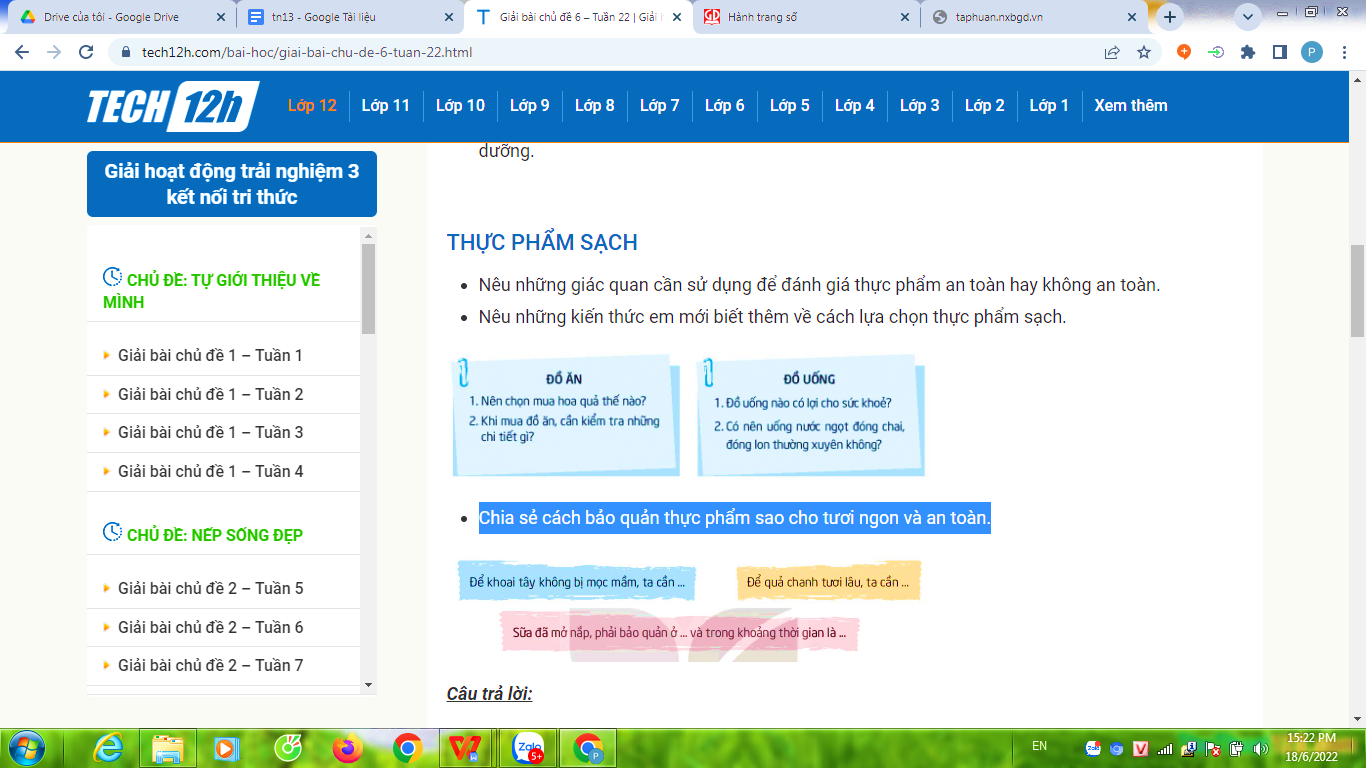 Drive của tôi - Google Drive
tn13 - Google Tài liệu
Giải bài chủ đề 6 – Tuần 22 | Giải
Hành trang số
taphuan.nxbgd.vn
tech12h.com/bai-hoc/giai-bai-chu-de-6-tuan-22.html
P
TECH 12h
Lớp 12
Lớp 11
Lớp 10
Lớp 9
Lớp 8
Lớp 7
Lớp 6
Lớp 5
Lớp 4
Lớp 3
Lớp 2
Lớp 1
Xem thêm
Giải hoạt động trải nghiệm 3
kết nối tri thức
CHỦ ĐỀ: TỰ GIỚI THIỆU VỀ
MÌNH
Giải bài chủ đề 1 – Tuần 1
Giải bài chủ đề 1 – Tuần 2
Giải bài chủ đề 1 – Tuần 3
Giải bài chủ đề 1 – Tuần 4
CHỦ ĐỀ: NẾP SỐNG ĐẸP
Giải bài chủ đề 2 – Tuần 5
Giải bài chủ đề 2 – Tuần 6
Giải bài chủ đề 2 – Tuần 7
dưỡng.
THỰC PHẨM SẠCH
• Nêu những giác quan cần sử dụng để đánh giá thực phẩm an toàn hay không an toàn.
• Nêu những kiến thức em mới biết thêm về cách lựa chọn thực phẩm sạch.
ĐỒ ĂN
1. Nên chọn mua hoa quả thế nào?
2. Khi mua đồ ăn, cần kiểm tra những
chi tiết gì?
ĐỒ UỐNG
1. Đồ uống nào có lợi cho sức khoẻ?
2. Có nên uống nước ngọt đóng chai,
đóng lon thường xuyên không?
• Chia sẻ cách bảo quản thực phẩm sao cho tươi ngon và an toàn.
Để khoai tây không bị mọc mầm, ta cần ...
Để quả chanh tươi lâu, ta cần ...
Sữa đã mở nắp, phải bảo quản ở ... và trong khoảng thời gian là ...
Câu trả lời:
Zalo
5+
P
EN
Zalo
V
15:22 PM
18/6/2022